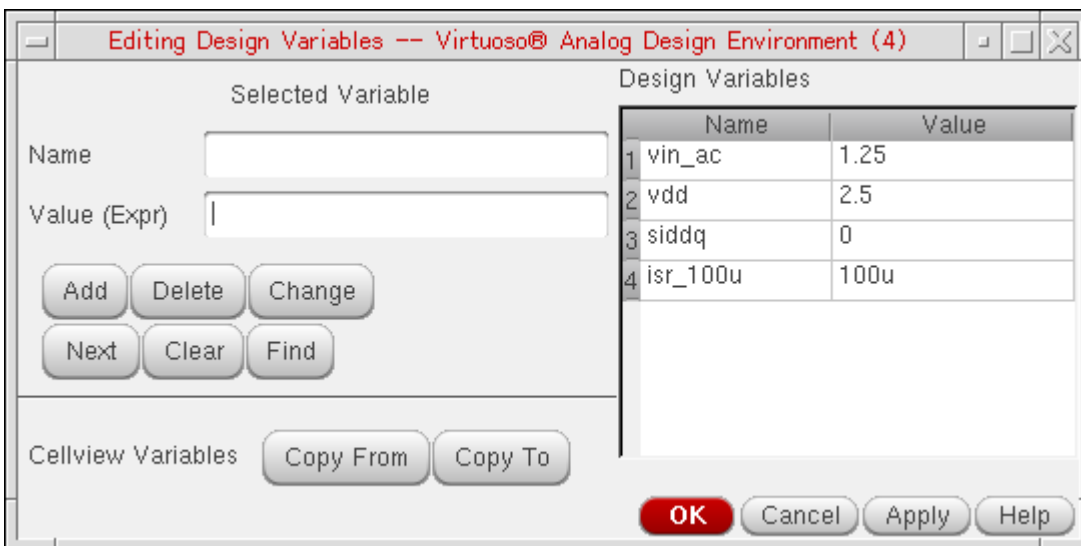 Editing Design Variables -- Virtuoso® Analog Design Environment (4)
Selected Variable
Name
Value (Expr)
Add Delete Change
Next Clear Find
Cellview Variables Copy From Copy To
Design Variables
Name Value
1 vin_ac 1.25
2 vdd 2.5
3 siddq 0
4 isr_100u 100u
OK Cancel Apply Help